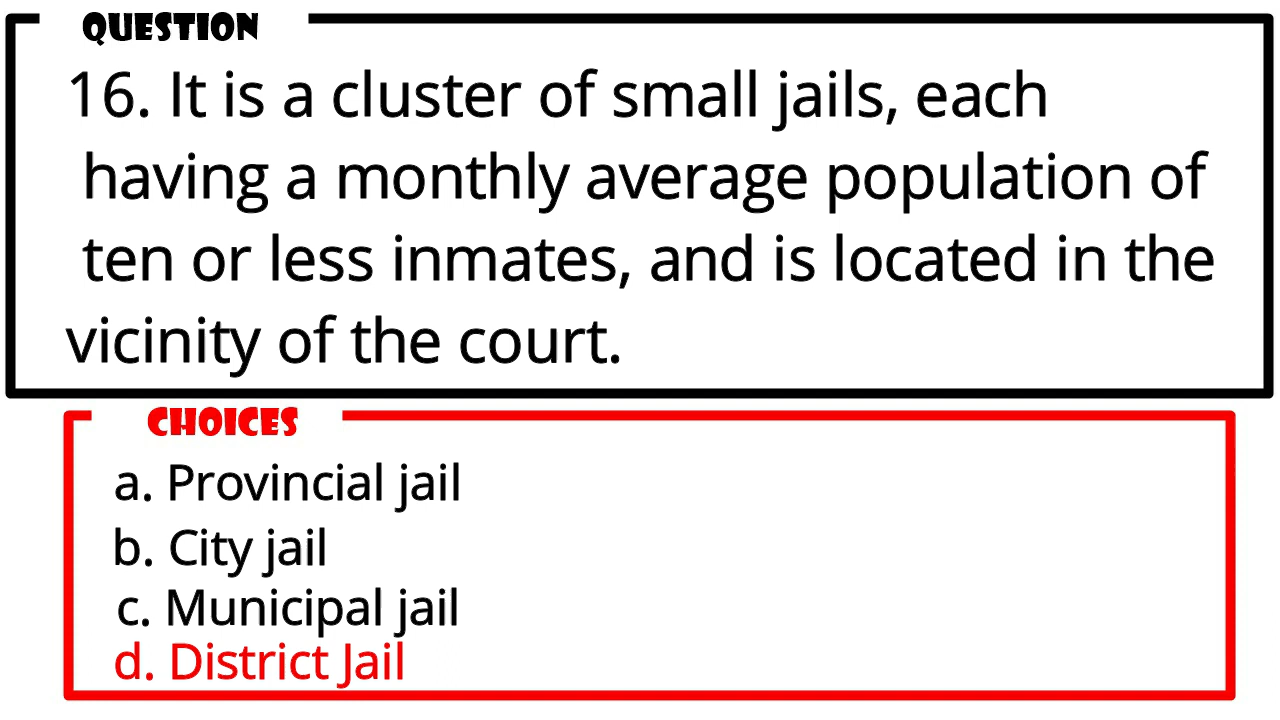 QUESTION
16. It is a cluster of small jails, each
having a monthly average population of
ten or less inmates, and is located in the
vicinity of the court.
CHOICES
a. Provincial jail
b. City jail
c. Municipal jail
d. District Jail